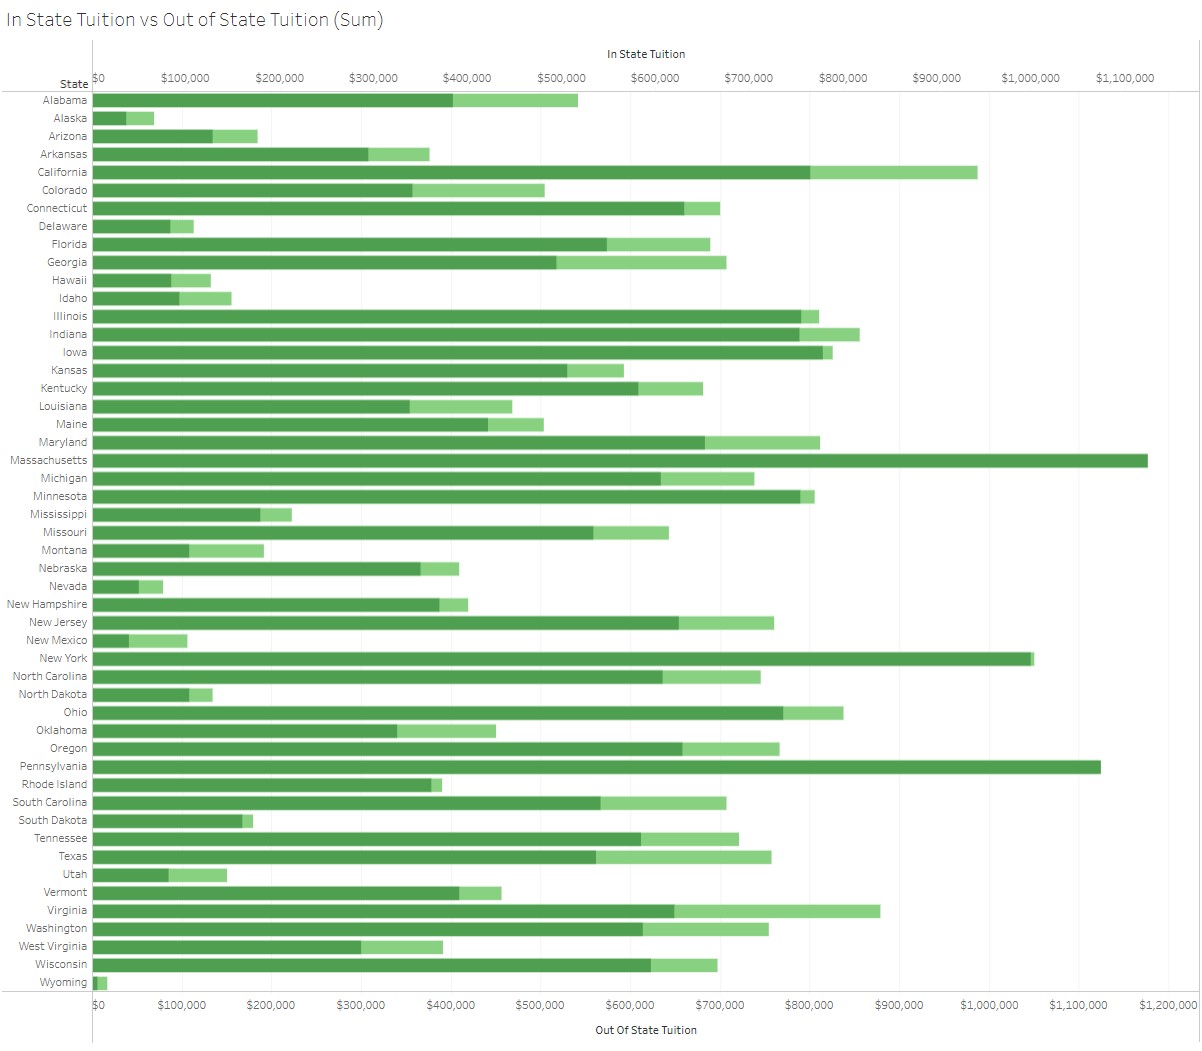 In State Tuition vs Out of State Tuition (Sum)
In State Tuition
State $0 $100,000 $200,000 $300,000 $400,000 $500,000 $600,000 $700,000 $800,000 $900,000 $1,000,000 $1,100,000
Alabama
Alaska
Arizona
Arkansas
California
Colorado
Connecticut
Delaware
Florida
Georgia
Hawaii
Idaho
Illinois
Indiana
Iowa
Kansas
Kentucky
Louisiana
Maine
Maryland
Massachusetts
Michigan
Minnesota
Mississippi
Missouri
Montana
Nebraska
Nevada
New Hampshire
New Jersey
New Mexico
New York
North Carolina
North Dakota
Ohio
Oklahoma
Oregon
Pennsylvania
Rhode Island
South Carolina
South Dakota
Tennessee
Texas
Utah
Vermont
Virginia
Washington
West Virginia
Wisconsin
Wyoming
$0 $100,000 $200,000 $300,000 $400,000 $500,000 $600,000 $700,000 $800,000 $900,000 $1,000,000 $1,100,000 $1,200,000
Out Of State Tuition